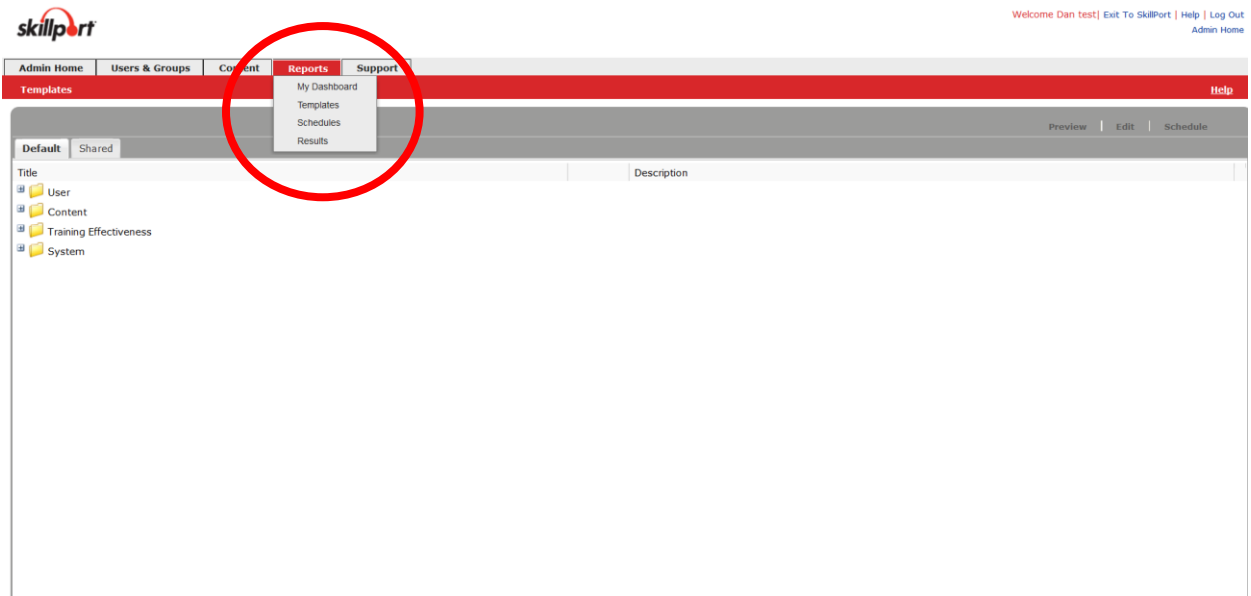 skillport
Welcome Dan test| Exit To SkillPort | Help | Log Out
Admin Home
Admin Home Users & Groups Content Reports Support
Templates Help
My Dashboard
Templates
Schedules
Results
Preview | Edit | Schedule
Default Shared
Title Description
User
Content
Training Effectiveness
System